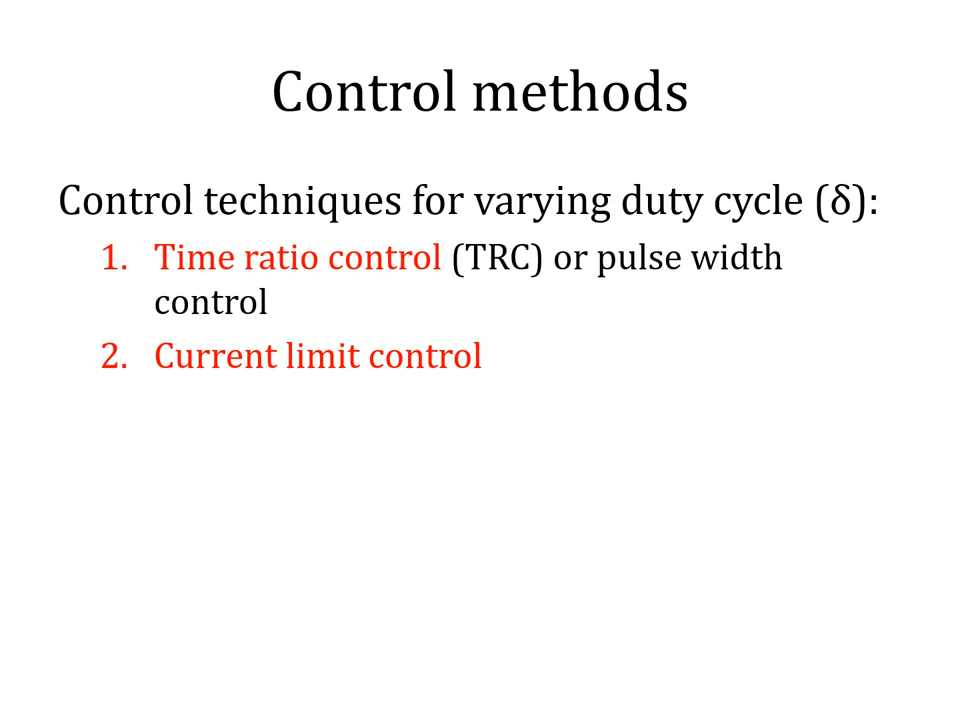 Control methods
Control techniques for varying duty cycle (δ):
1. Time ratio control (TRC) or pulse width
control
2. Current limit control